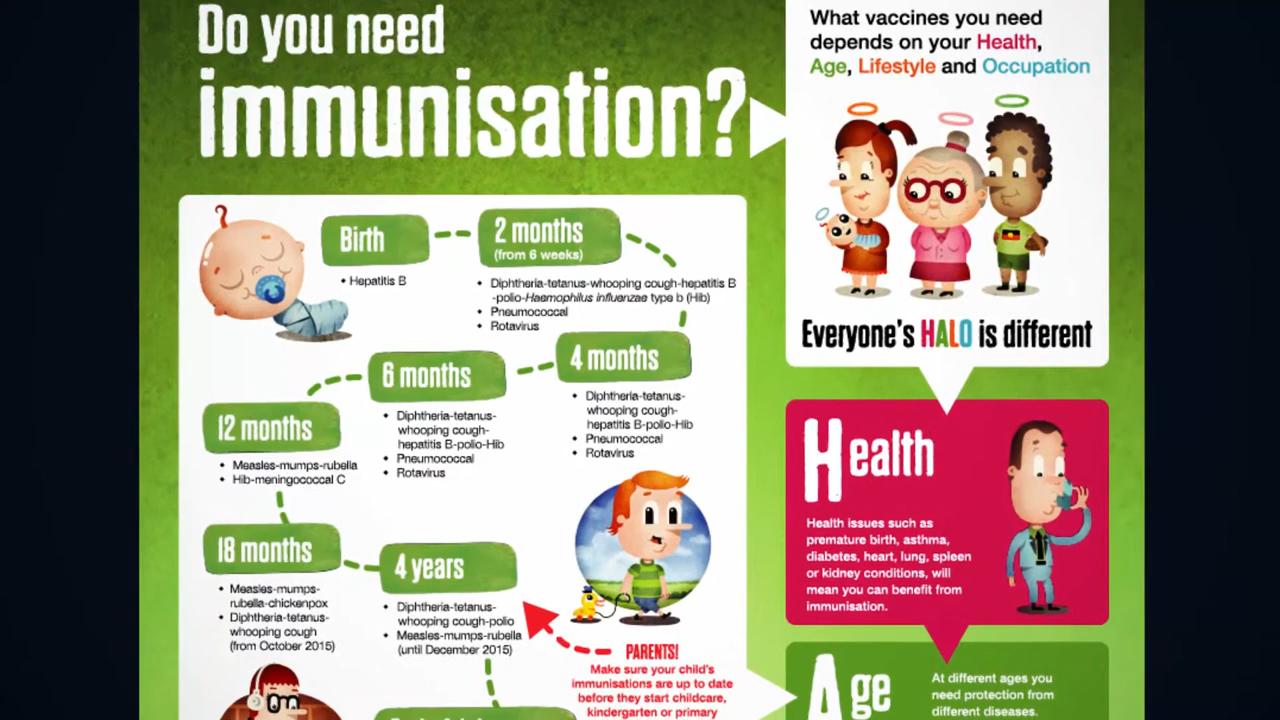 Do you need
immunisation?
What vaccines you need
depends on your Health,
Age, Lifestyle and Occupation
Everyone's HALO is different
Birth
• Hepatitis B
2 months
(from 6 weeks)
• Diphtheria-tetanus-whooping cough-hepatitis B
-polio-Haemophilus influenzae type b (Hib)
• Pneumococcal
• Rotavirus
4 months
• Diphtheria-tetanus-
whooping cough-
hepatitis B-polio-Hib
• Pneumococcal
• Rotavirus
6 months
• Diphtheria-tetanus-
whooping cough-
hepatitis B-polio-Hib
• Pneumococcal
• Rotavirus
12 months
• Measles-mumps-rubella
• Hib-meningococcal C
18 months
• Measles-mumps-
rubella-chickenpox
• Diphtheria-tetanus-
whooping cough
(from October 2015)
4 years
• Diphtheria-tetanus-
whooping cough-polio
• Measles-mumps-rubella
(until December 2015)
PARENTS!
Make sure your child's
immunisations are up to date
before they start childcare,
kindergarten or primary
Health
Health issues such as
premature birth, asthma,
diabetes, heart, lung, spleen
or kidney conditions, will
mean you can benefit from
immunisation.
Age
At different ages you
need protection from
different diseases.